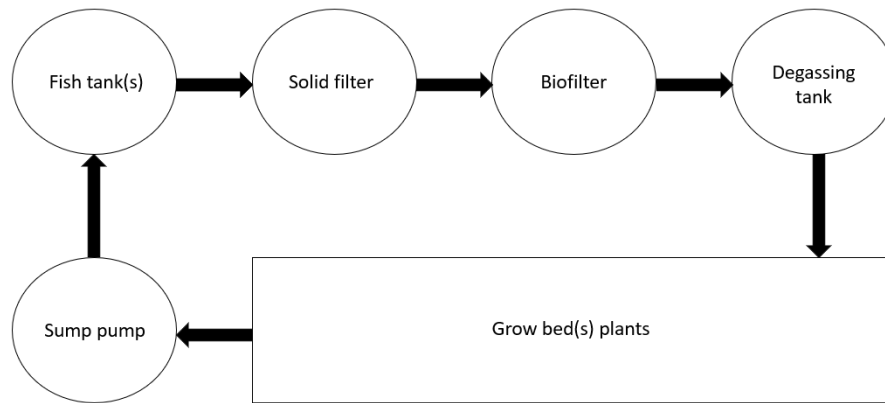 Fish tank(s)
Solid filter
Biofilter
Degassing
tank
Sump pump
Grow bed(s) plants